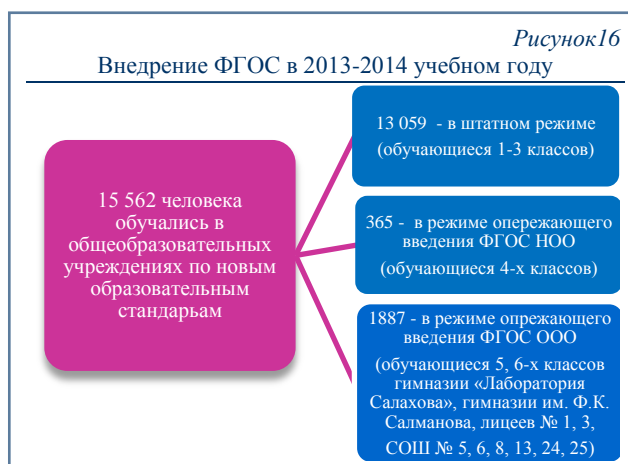 Рисунок16
Внедрение ФГОС в 2013-2014 учебном году
15 562 человека
обучались в
общеобразовательных
учреждениях по новым
образовательным
стандарьам
13 059 - в штатном режиме
(обучающиеся 1-3 классов)
365 - в режиме опережающего
введения ФГОС НОО
(обучающиеся 4-х классов)
1887 - в режиме опрежающего
введения ФГОС ООО
(обучающиеся 5, 6-х классов
гимназии «Лаборатория
Салахова», гимназии им. Ф.К.
Салманова, лицеев № 1, 3,
СОШ № 5, 6, 8, 13, 24, 25)